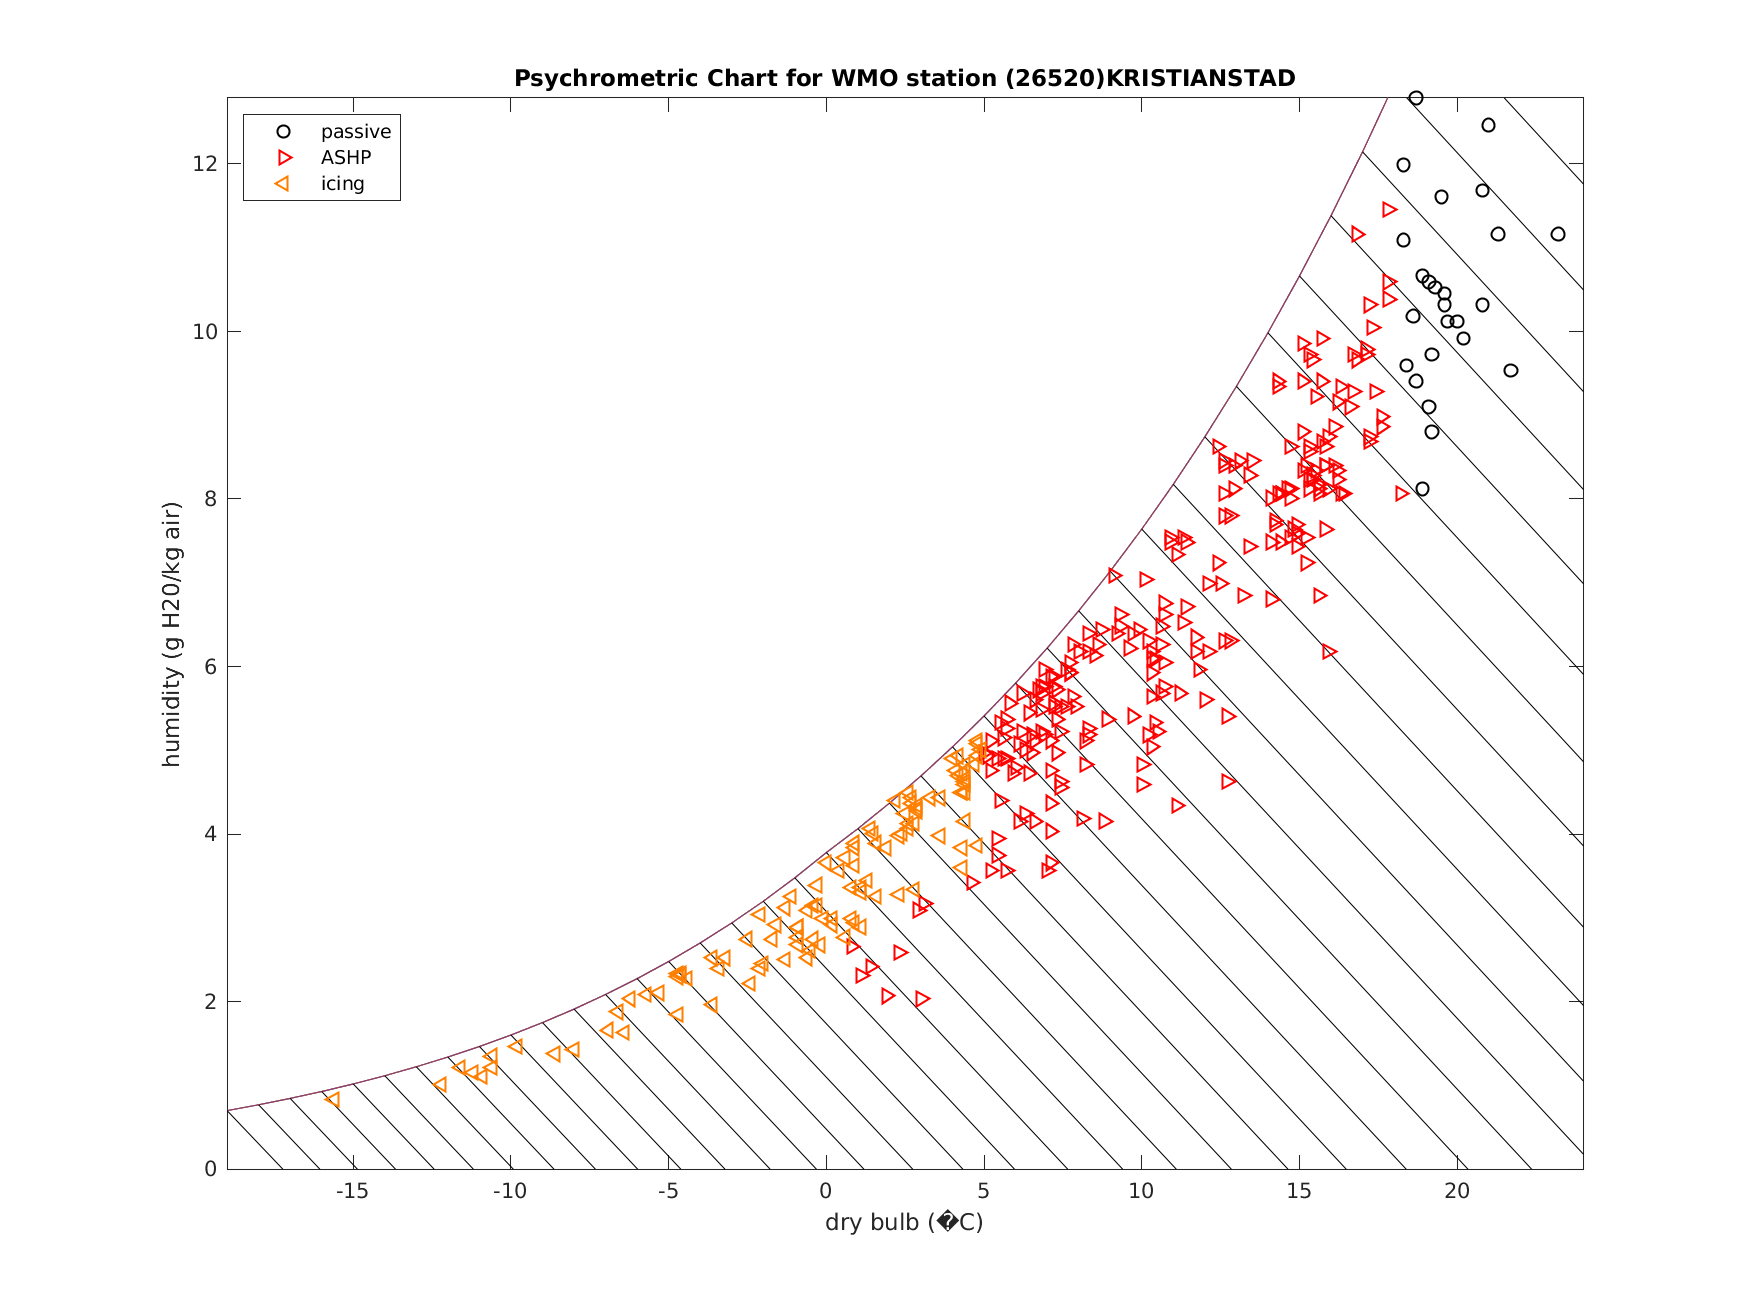 Psychrometric Chart for WMO station (26520)KRISTIANSTAD
passive
ASHP
icing
12
10
8
6
4
2
0
humidity (g H20/kg air)
-15 -10 -5 0 5 10 15 20
dry bulb (�C)